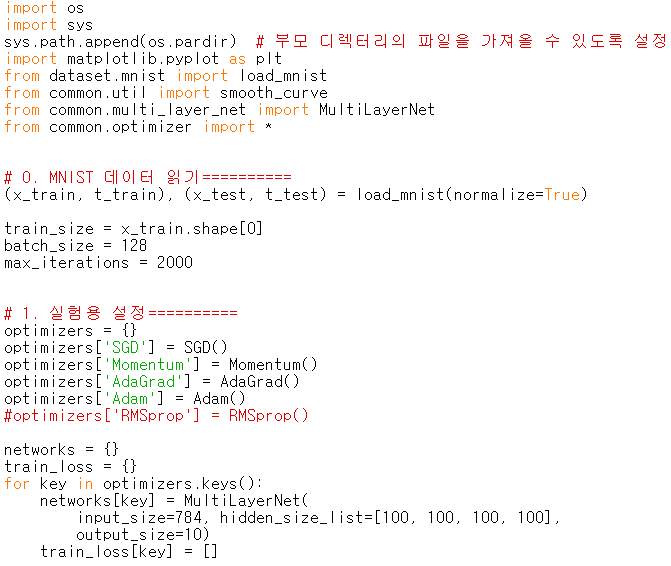 import os
import sys
sys.path.append(os.pardir)  # 부모 디렉터리의 파일을 가져올 수 있도록 설정
import matplotlib.pyplot as plt
from dataset.mnist import load_mnist
from common.util import smooth_curve
from common.multi_layer_net import MultiLayerNet
from common.optimizer import *
# 0. MNIST 데이터 읽기==========
(x_train, t_train), (x_test, t_test) = load_mnist(normalize=True)
train_size = x_train.shape[0]
batch_size = 128
max_iterations = 2000
# 1. 실험용 설정==========
optimizers = {}
optimizers['SGD'] = SGD()
optimizers['Momentum'] = Momentum()
optimizers['AdaGrad'] = AdaGrad()
optimizers['Adam'] = Adam()
#optimizers['RMSprop'] = RMSprop()
networks = {}
train_loss = {}
for key in optimizers.keys():
    networks[key] = MultiLayerNet(
        input_size=784, hidden_size_list=[100, 100, 100, 100],
        output_size=10)
    train_loss[key] = []